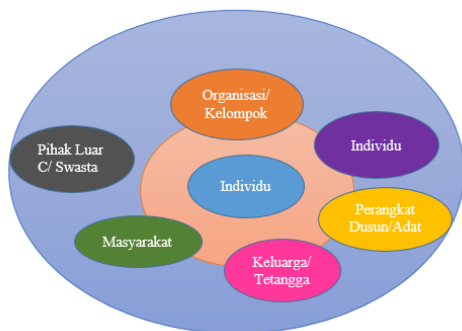 Organisasi/
Kelompok
Pihak Luar
C/ Swasta
Individu
Individu
Perangkat
Dusun/Adat
Masyarakat
Keluarga/
Tetangga